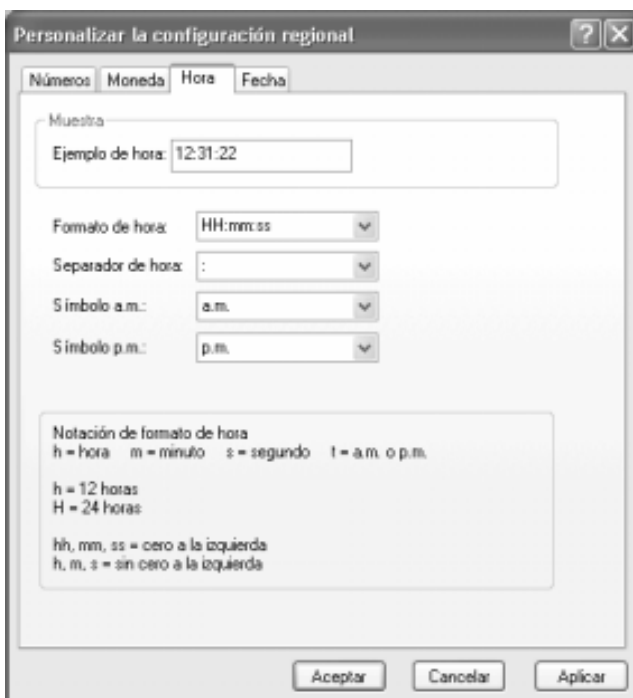 Personalizar la configuración regional
Números Moneda Hora Fecha
Muestra
Ejemplo de hora: 12:31:22
Formato de hora: HH:mm:ss
Separador de hora: :
Símbolo a.m.: a.m.
Símbolo p.m.: p.m.
Notación de formato de hora
h = hora m = minuto s = segundo t = a.m. o p.m.
h = 12 horas
H = 24 horas
hh, mm, ss = cero a la izquierda
h, m, s = sin cero a la izquierda
Aceptar Cancelar Aplicar